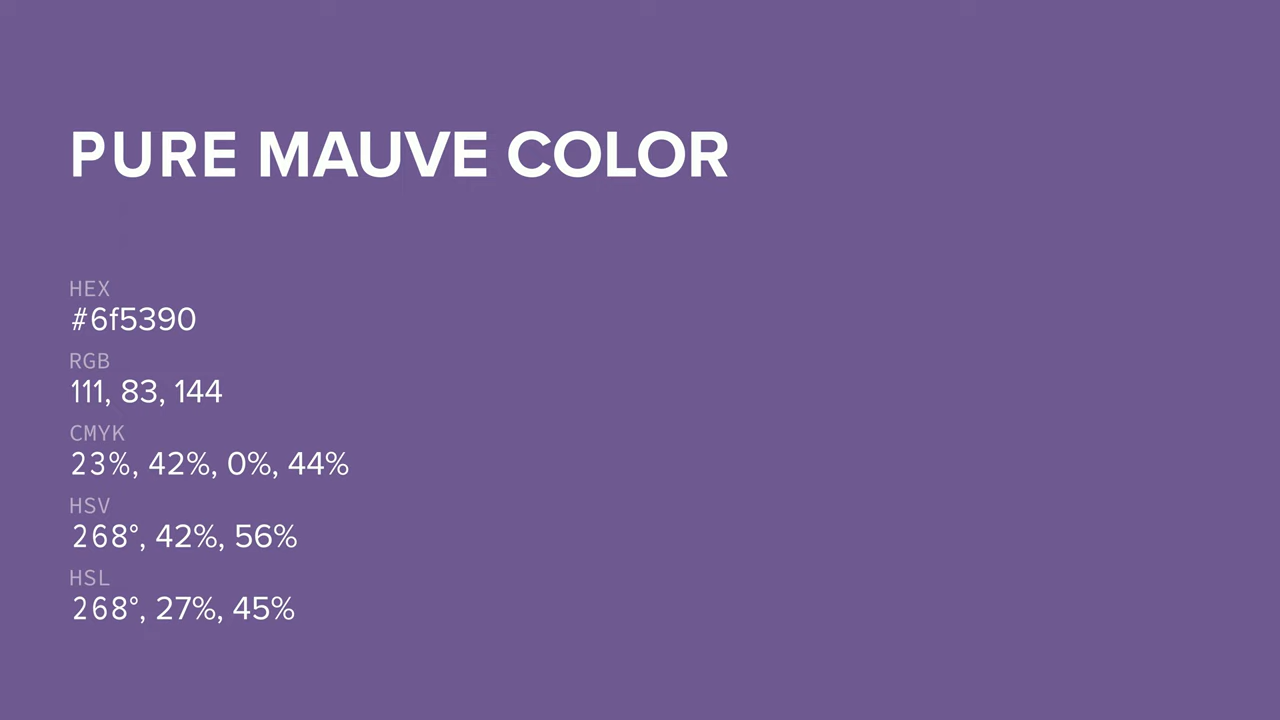 PURE MAUVE COLOR
HEX
#6f5390
RGB
111, 83, 144
CMYK
23%, 42%, 0%, 44%
HSV
268°, 42%, 56%
HSL
268°, 27%, 45%